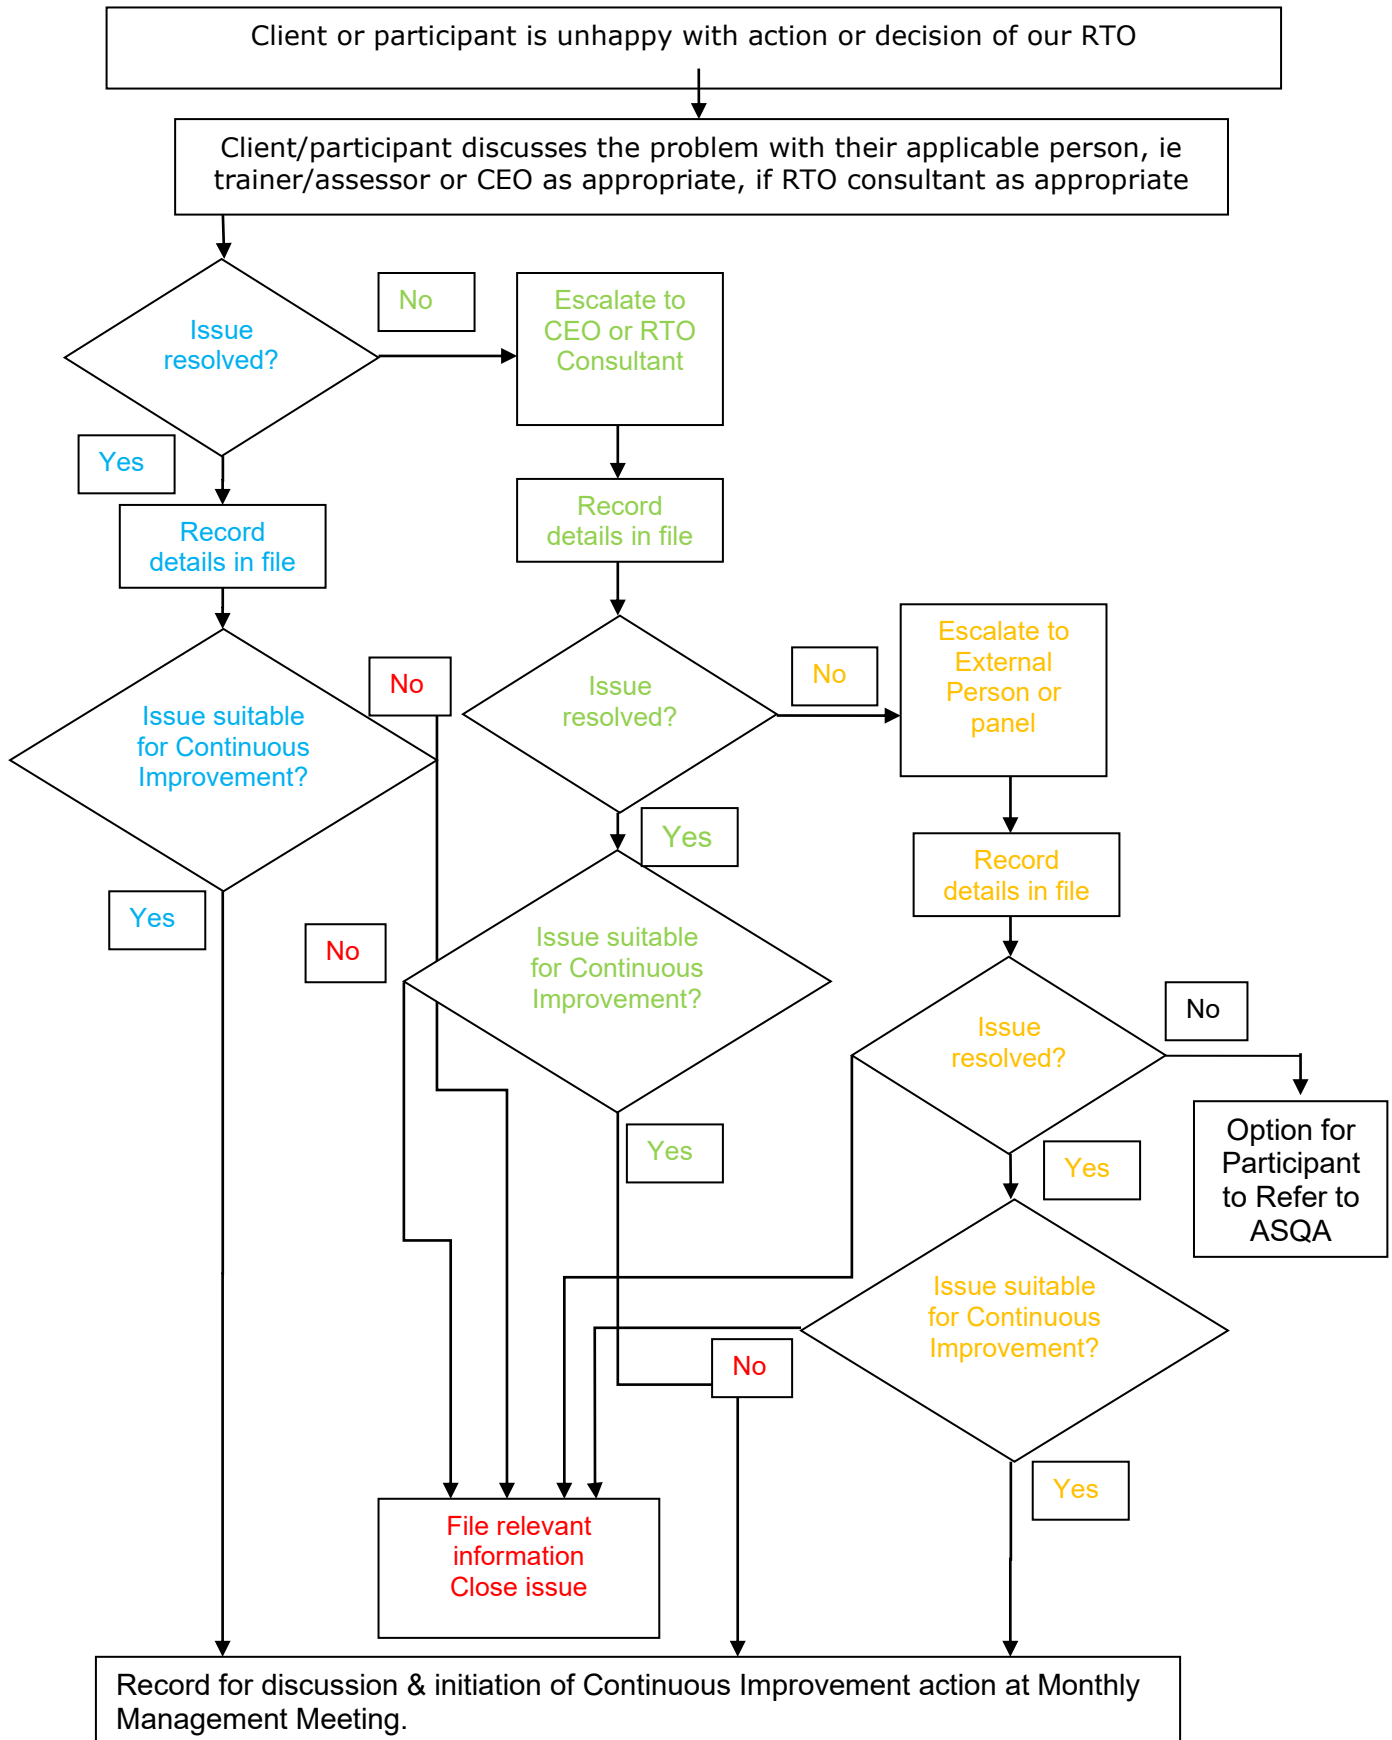 Client or participant is unhappy with action or decision of our RTO
Client/participant discusses the problem with their applicable person, ie
trainer/assessor or CEO as appropriate, if RTO consultant as appropriate
Issue
resolved?
No
Escalate to
CEO or RTO
Consultant
Yes
Record
details in file
Record
details in file
Issue suitable
for Continuous
Improvement?
No
Issue
resolved?
No
Escalate to
External
Person or
panel
Yes
Yes
Record
details in file
No
Issue suitable
for Continuous
Improvement?
Issue
resolved?
No
Yes
Yes
Option for
Participant
to Refer to
ASQA
Issue suitable
for Continuous
Improvement?
No
Yes
File relevant
information
Close issue
Record for discussion & initiation of Continuous Improvement action at Monthly
Management Meeting.